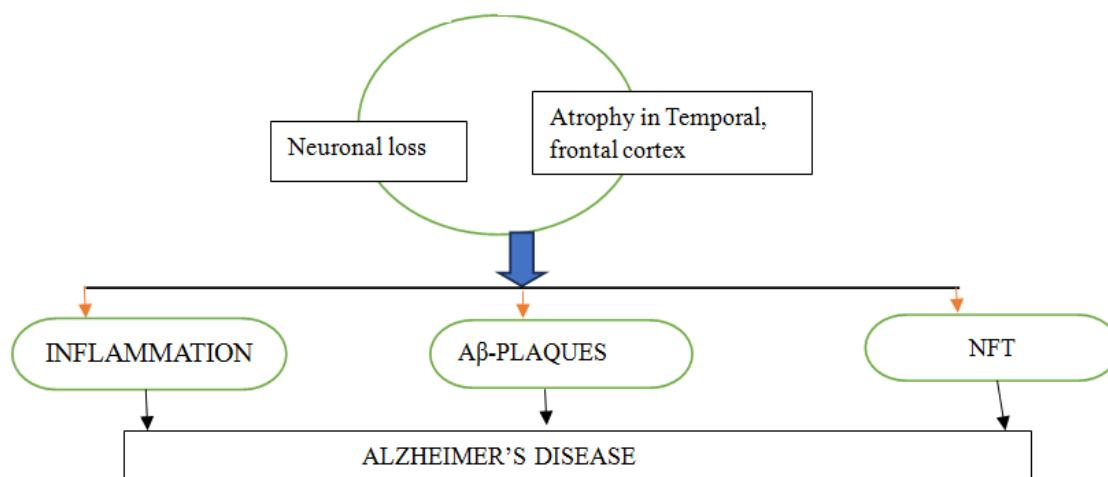 Neuronal loss
Atrophy in Temporal,
frontal cortex
INFLAMMATION
Aβ-PLAQUES
NFT
ALZHEIMER’S DISEASE